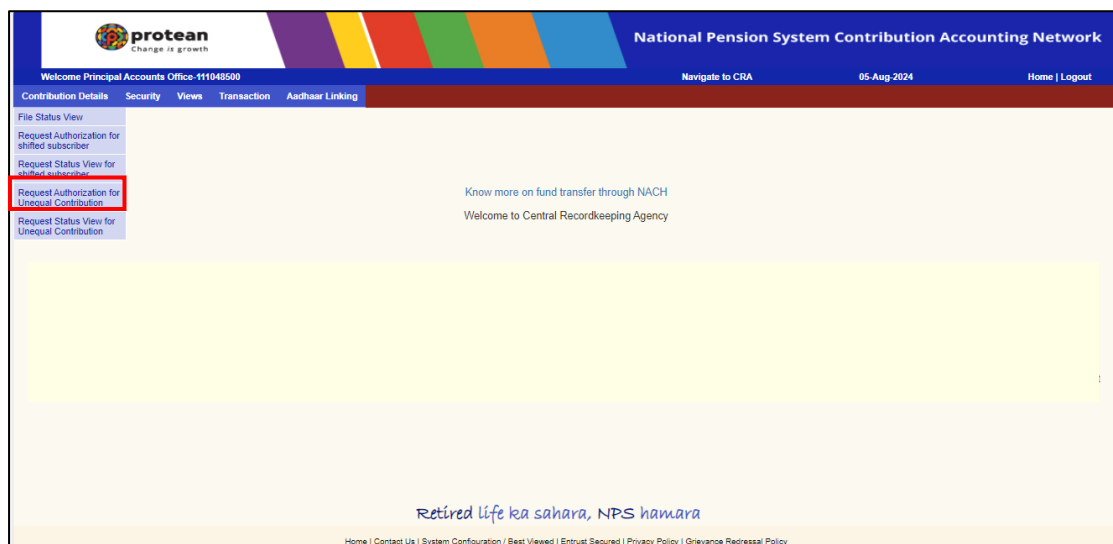 protean
Change is growth
National Pension System Contribution Accounting Network
Welcome Principal Accounts Office-111048500
Navigate to CRA
05-Aug-2024
Home | Logout
Contribution Details Security Views Transaction Aadhaar Linking
File Status View
Request Authorization for
shifted subscriber
Request Status View for
shifted subscriber
Request Authorization for
Unequal Contribution
Request Status View for
Unequal Contribution
Know more on fund transfer through NACH
Welcome to Central Recordkeeping Agency
Retired life ka sahara, NPS hamara
Home | Contact Us | System Configuration / Best Viewed | Entrust Secured | Privacy Policy | Grievance Redressal Policy